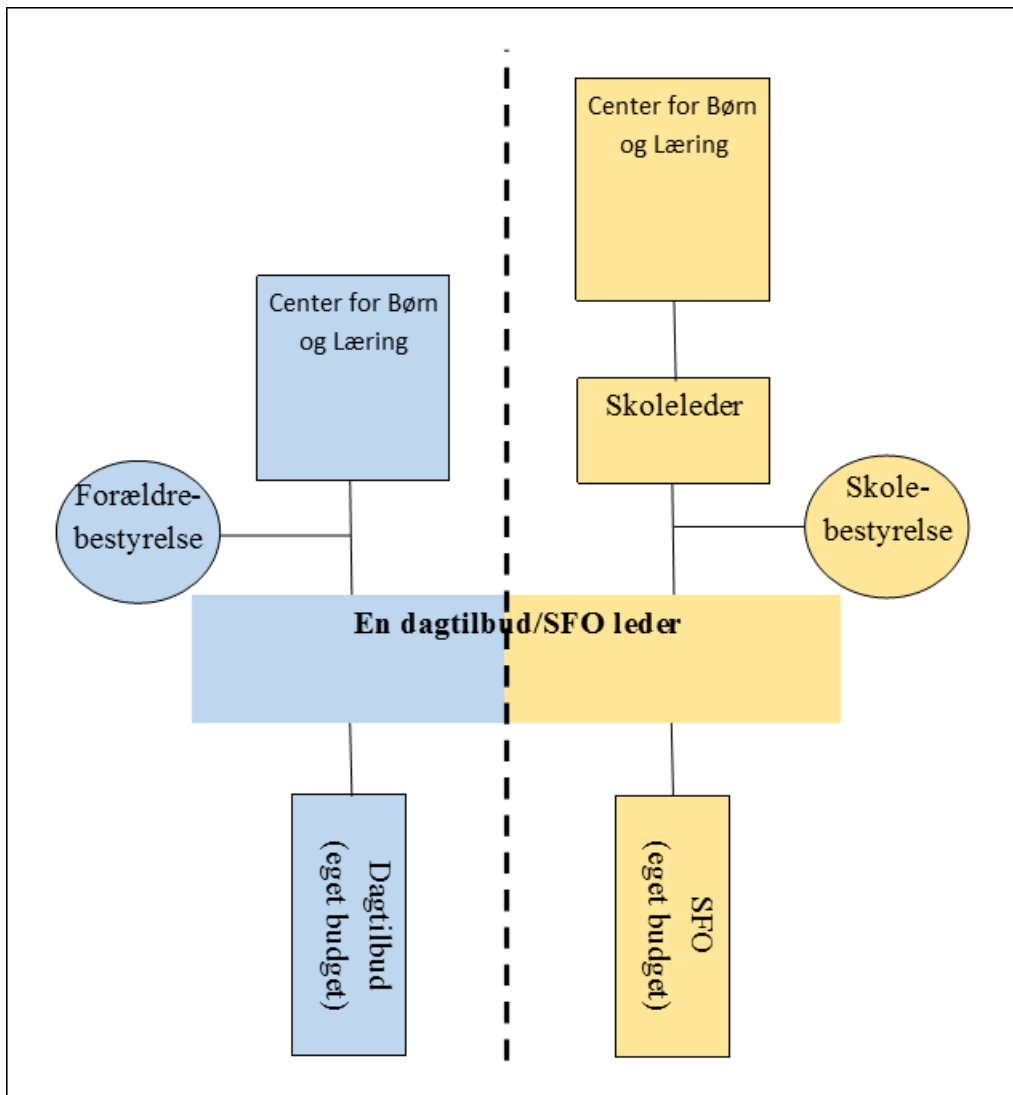 Center for Børn
og Læring
Center for Børn
og Læring
Skoleleder
Forældre-
bestyrelse
Skole-
bestyrelse
En dagtilbud/SFO leder
Dagtilbud
(eget budget)
SFO
(eget budget)